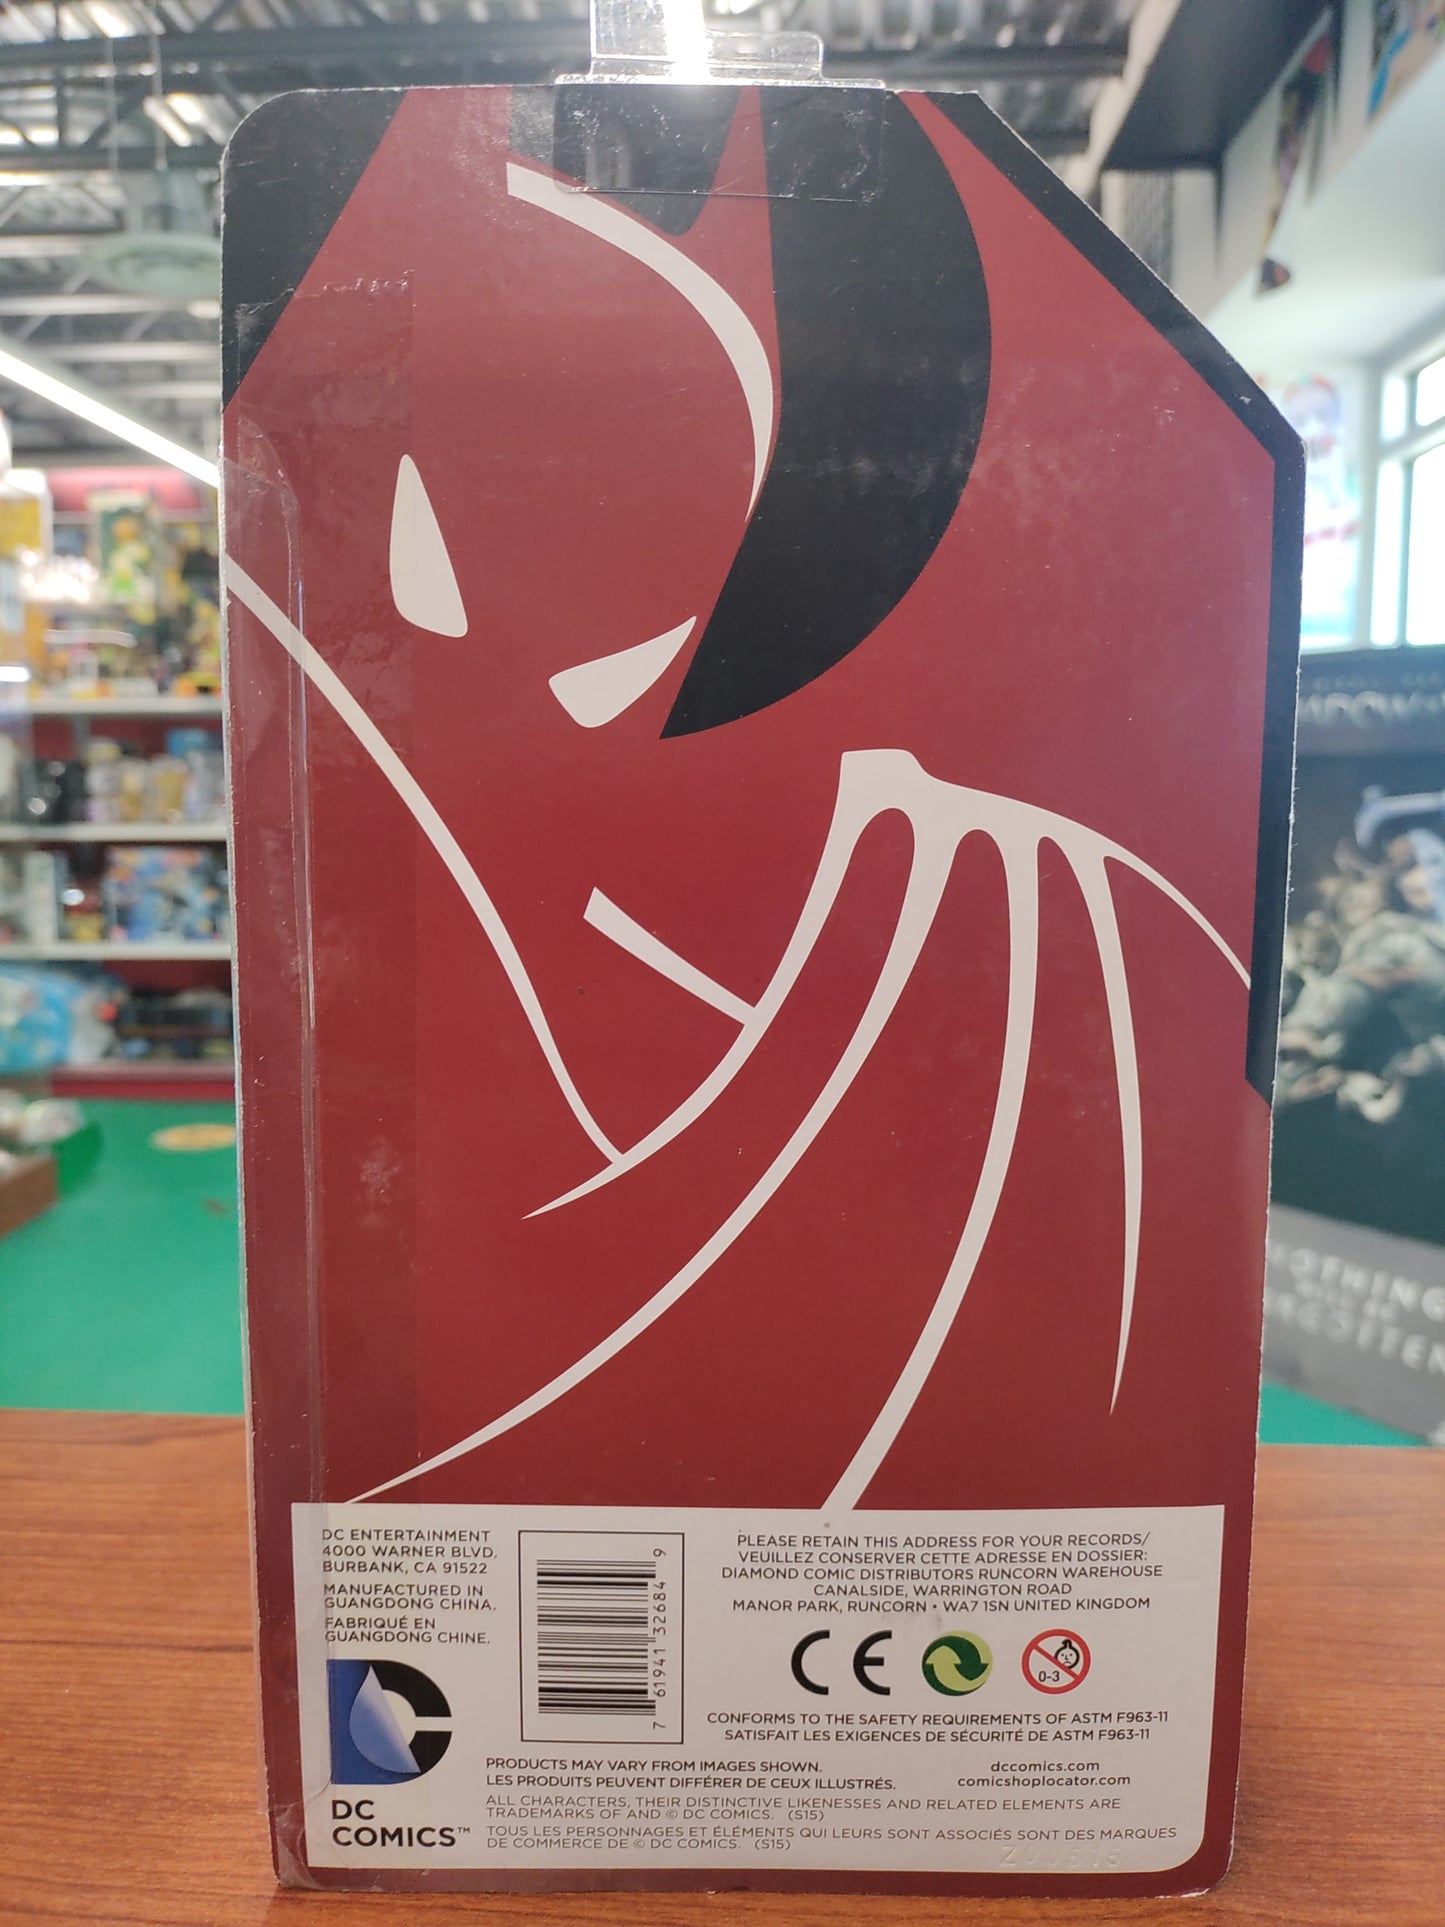 DC ENTERTAINMENT
4000 WARNER BLVD.
BURBANK, CA 91522
MANUFACTURED IN
GUANGDONG CHINA.
FABRIQUÉ EN
GUANGDONG CHINE.
7 61941 32684 9
PLEASE RETAIN THIS ADDRESS FOR YOUR RECORDS/
VEUILLEZ CONSERVER CETTE ADRESSE EN DOSSIER:
DIAMOND COMIC DISTRIBUTORS RUNCORN WAREHOUSE
CANALSIDE, WARRINGTON ROAD
MANOR PARK, RUNCORN • WA7 1SN UNITED KINGDOM
CE
0-3
CONFORMS TO THE SAFETY REQUIREMENTS OF ASTM F963-11
SATISFAIT LES EXIGENCES DE SÉCURITÉ DE ASTM F963-11
PRODUCTS MAY VARY FROM IMAGES SHOWN.
LES PRODUITS PEUVENT DIFFÉRER DE CEUX ILLUSTRÉS.
dccomics.com
comicshoplocator.com
ALL CHARACTERS, THEIR DISTINCTIVE LIKENESSES AND RELATED ELEMENTS ARE
TRADEMARKS OF AND © DC COMICS. (S15)
TOUS LES PERSONNAGES ET ÉLÉMENTS QUI LEURS SONT ASSOCIÉS SONT DES MARQUES
DE COMMERCE DE © DC COMICS. (S15)
DC
COMICS™
NOTHING
WILL BE
FORGOTTEN